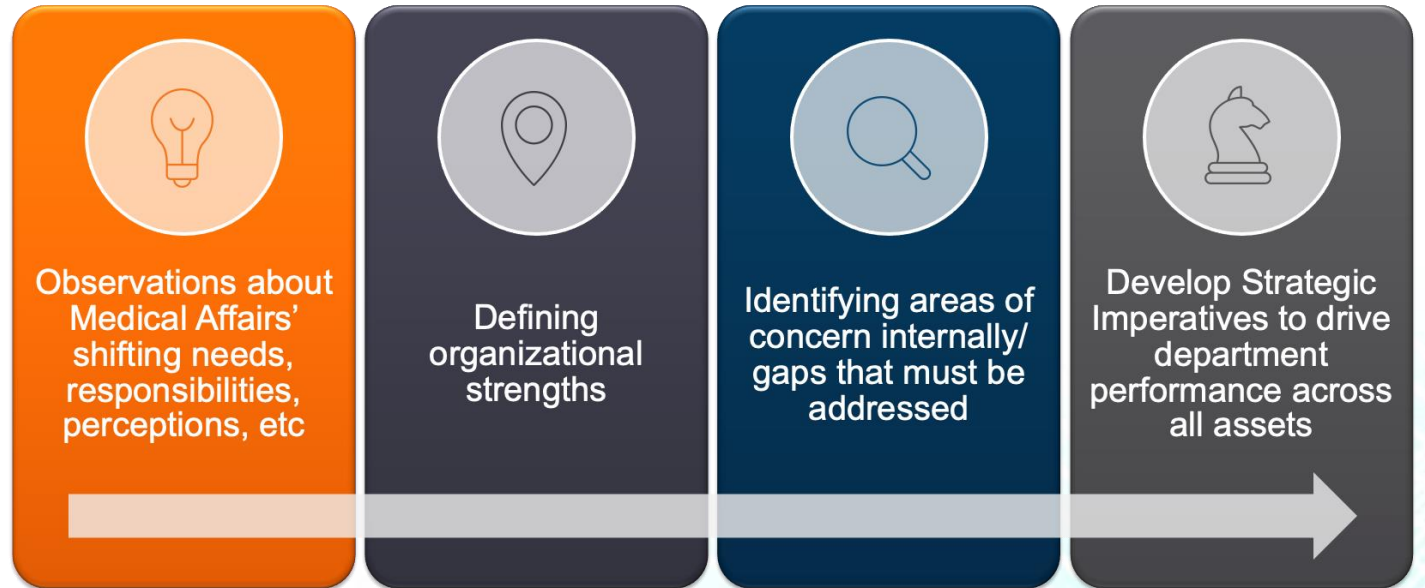 Observations about
Medical Affairs’
shifting needs,
responsibilities,
perceptions, etc
Defining
organizational
strengths
Identifying areas of
concern internally/
gaps that must be
addressed
Develop Strategic
Imperatives to drive
department
performance across
all assets